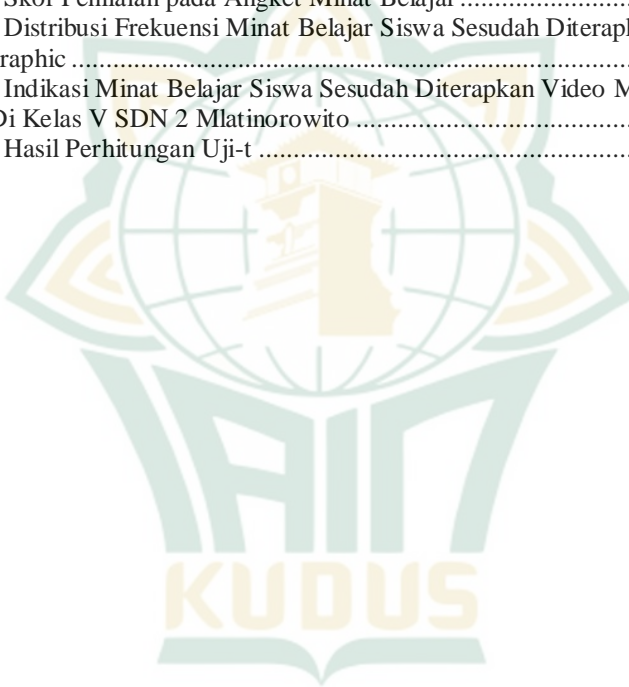 Skor Penilaian pada Angket Minat Belajar ..............................
Distribusi Frekuensi Minat Belajar Siswa Sesudah Diterapk
raphic ..........................................................................................
Indikasi Minat Belajar Siswa Sesudah Diterapkan Video M
Di Kelas V SDN 2 Mlatinorowito .............................................
Hasil Perhitungan Uji-t ............................................................
IAIN
KUDUS